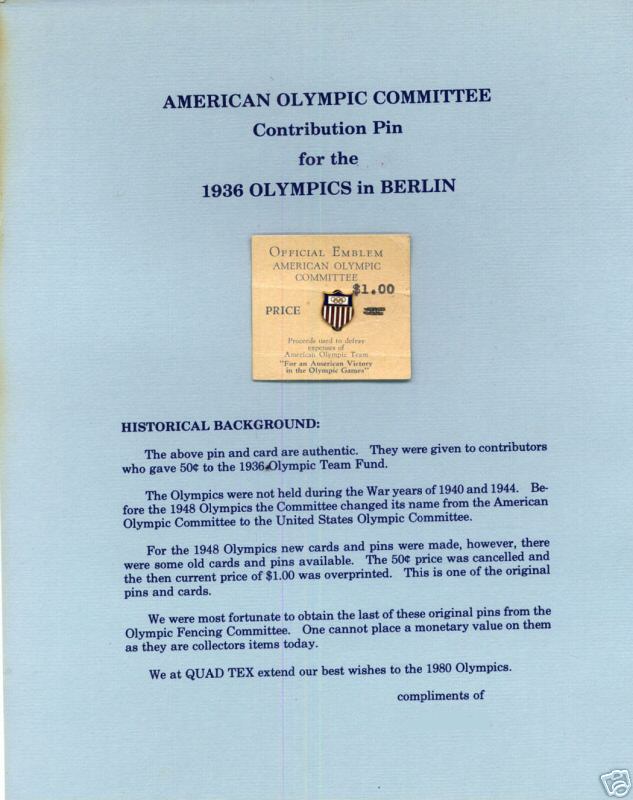 AMERICAN OLYMPIC COMMITTEE
Contribution Pin
for the
1936 OLYMPICS in BERLIN
OFFICIAL EMBLEM
AMERICAN OLYMPIC
COMMITTEE
$1.00
PRICE
Proceeds used to defray
expenses of
American Olympic Team
"For an American Victory
in the Olympic Games"
HISTORICAL BACKGROUND:
The above pin and card are authentic. They were given to contributors
who gave 50¢ to the 1936 Olympic Team Fund.
The Olympics were not held during the War years of 1940 and 1944. Be-
fore the 1948 Olympics the Committee changed its name from the American
Olympic Committee to the United States Olympic Committee.
For the 1948 Olympics new cards and pins were made, however, there
were some old cards and pins available. The 50¢ price was cancelled and
the then current price of $1.00 was overprinted. This is one of the original
pins and cards.
We were most fortunate to obtain the last of these original pins from the
Olympic Fencing Committee. One cannot place a monetary value on them
as they are collectors items today.
We at QUAD TEX extend our best wishes to the 1980 Olympics.
compliments of